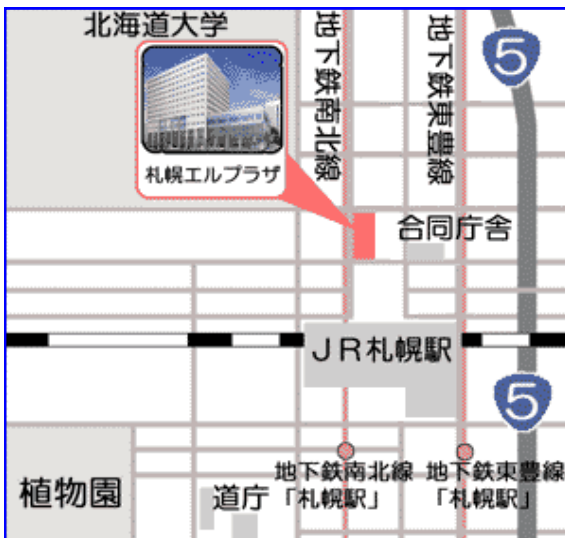 北海道大学
地下鉄南北線
地下鉄東豊線
5
札幌エルプラザ
合同庁舎
JR札幌駅
5
地下鉄南北線
「札幌駅」
地下鉄東豊線
「札幌駅」
植物園
道庁